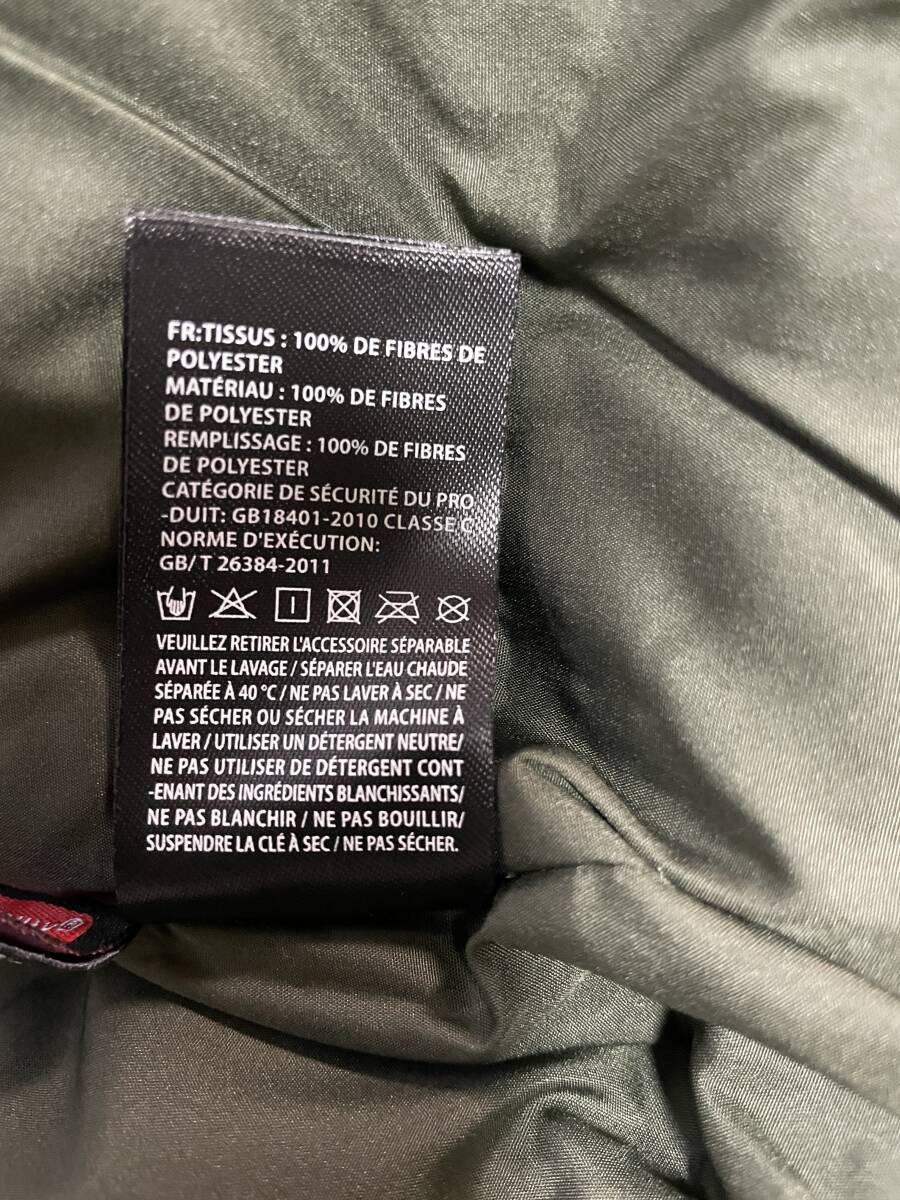 FR:TISSUS : 100% DE FIBRES DE
POLYESTER
MATÉRIAU : 100% DE FIBRES
DE POLYESTER
REMPLISSAGE : 100% DE FIBRES
DE POLYESTER
CATÉGORIE DE SÉCURITÉ DU PRO
-DUIT: GB18401-2010 CLASSE C
NORME D'EXÉCUTION:
GB/T 26384-2011
VEUILLEZ RETIRER L'ACCESSOIRE SÉPARABLE
AVANT LE LAVAGE / SÉPARER L'EAU CHAUDE
SÉPARÉE À 40 °C / NE PAS LAVER À SEC / NE
PAS SÉCHER OU SÉCHER LA MACHINE À
LAVER / UTILISER UN DÉTERGENT NEUTRE/
NE PAS UTILISER DE DÉTERGENT CONT
-ENANT DES INGRÉDIENTS BLANCHISSANTS/
NE PAS BLANCHIR / NE PAS BOUILLIR/
SUSPENDRE LA CLÉ À SEC / NE PAS SÉCHER.